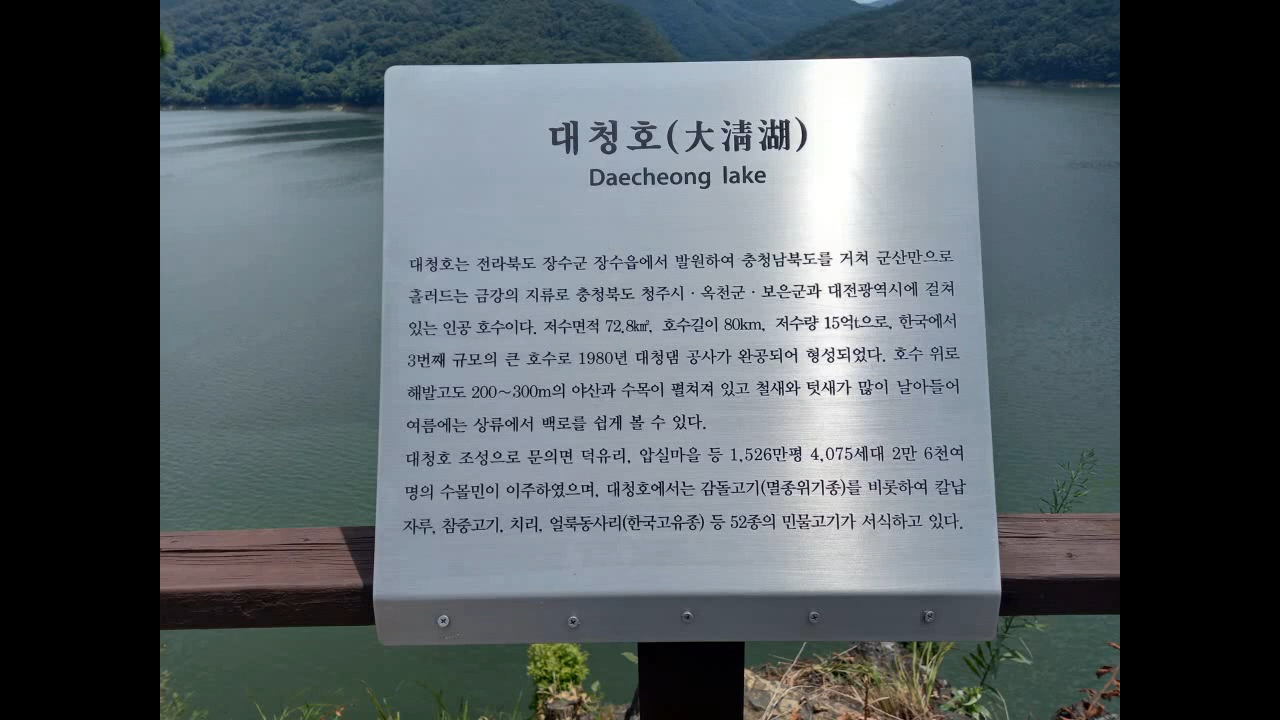 대청호(大淸湖)
Daecheong lake
대청호는 전라북도 장수군 장수읍에서 발원하여 충청남북도를 거쳐 군산만으로
흘러드는 금강의 지류로 충청북도 청주시·옥천군·보은군과 대전광역시에 걸쳐
있는 인공 호수이다. 저수면적 72.8㎢, 호수길이 80km, 저수량 15억t으로, 한국에서
3번째 규모의 큰 호수로 1980년 대청댐 공사가 완공되어 형성되었다. 호수 위로
해발고도 200~300m의 야산과 수목이 펼쳐져 있고 철새와 텃새가 많이 날아들어
여름에는 상류에서 백로를 쉽게 볼 수 있다.
대청호 조성으로 문의면 덕유리, 압실마을 등 1,526만평 4,075세대 2만 6천여
명의 수몰민이 이주하였으며, 대청호에서는 감돌고기(멸종위기종)를 비롯하여 칼납
자루, 참중고기, 치리, 얼룩동사리(한국고유종) 등 52종의 민물고기가 서식하고 있다.